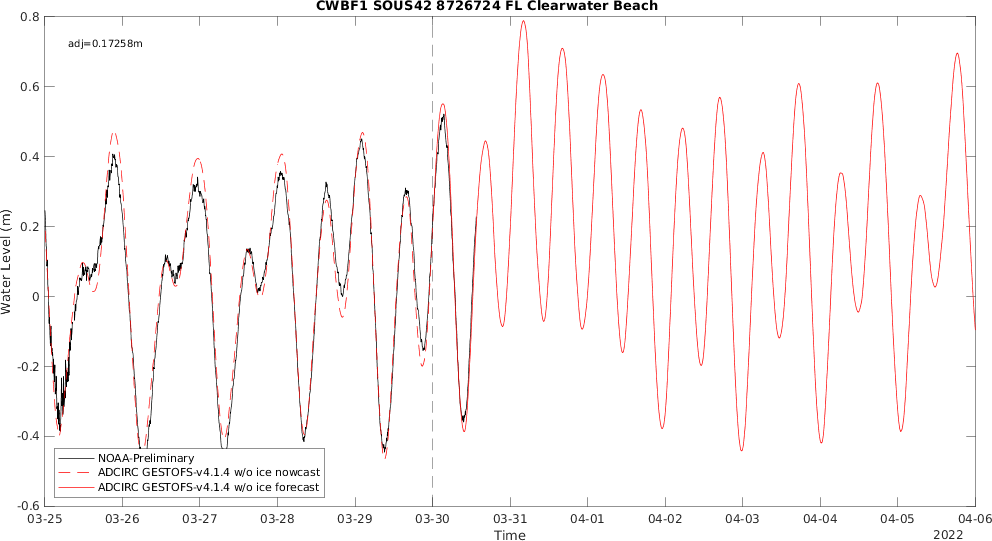 CWBF1 SOUS42 8726724 FL Clearwater Beach
adj=0.17258m
0.8
0.6
0.4
0.2
0
-0.2
-0.4
-0.6
Water Level (m)
NOAA-Preliminary
ADCIRC GESTOFS-v4.1.4 w/o ice nowcast
ADCIRC GESTOFS-v4.1.4 w/o ice forecast
03-25 03-26 03-27 03-28 03-29 03-30 03-31 04-01 04-02 04-03 04-04 04-05 04-06
Time
2022